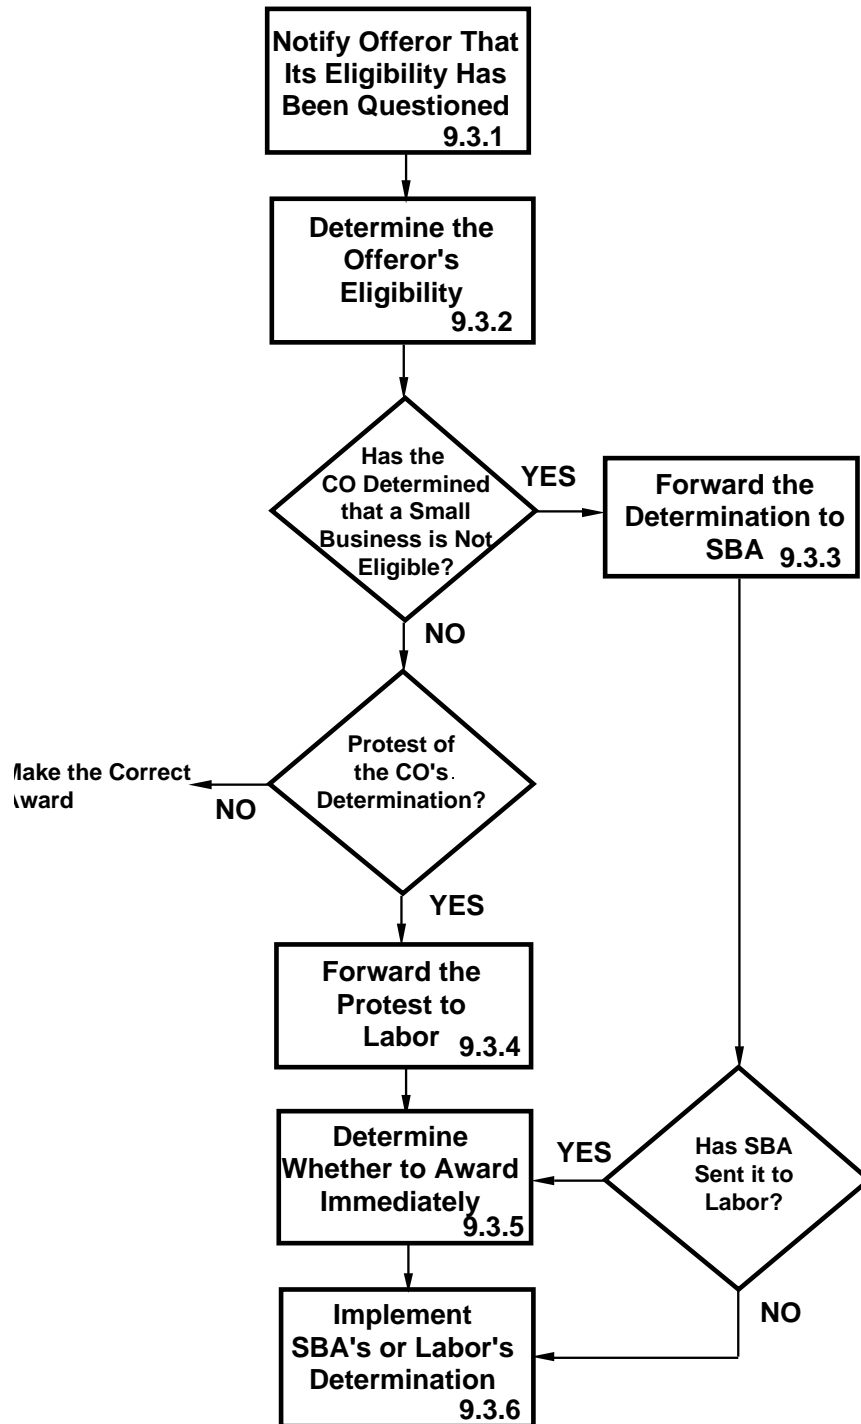 Notify Offeror That
Its Eligibility Has
Been Questioned
9.3.1
Determine the
Offeror's
Eligibility
9.3.2
Has the
CO Determined
that a Small
Business is Not
Eligible?
YES
Forward the
Determination to
SBA 9.3.3
NO
Protest of
the CO's.
Determination?
Make the Correct
Award
NO
YES
Forward the
Protest to
Labor 9.3.4
Determine
Whether to Award
Immediately
9.3.5
YES
Has SBA
Sent it to
Labor?
NO
Implement
SBA's or Labor's
Determination
9.3.6